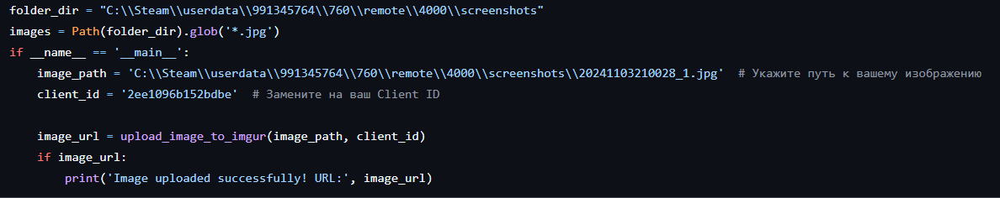 folder_dir = "C:\\Steam\\userdata\\991345764\\760\\remote\\4000\\screenshots"
images = Path(folder_dir).glob('*.jpg')
if __name__ == '__main__':
    image_path = 'C:\\Steam\\userdata\\991345764\\760\\remote\\4000\\screenshots\\20241103210028_1.jpg'  # Укажите путь к вашему изображению
    client_id = '2ee1096b152bdbe'  # Замените на ваш Client ID
    image_url = upload_image_to_imgur(image_path, client_id)
    if image_url:
        print('Image uploaded successfully! URL:', image_url)